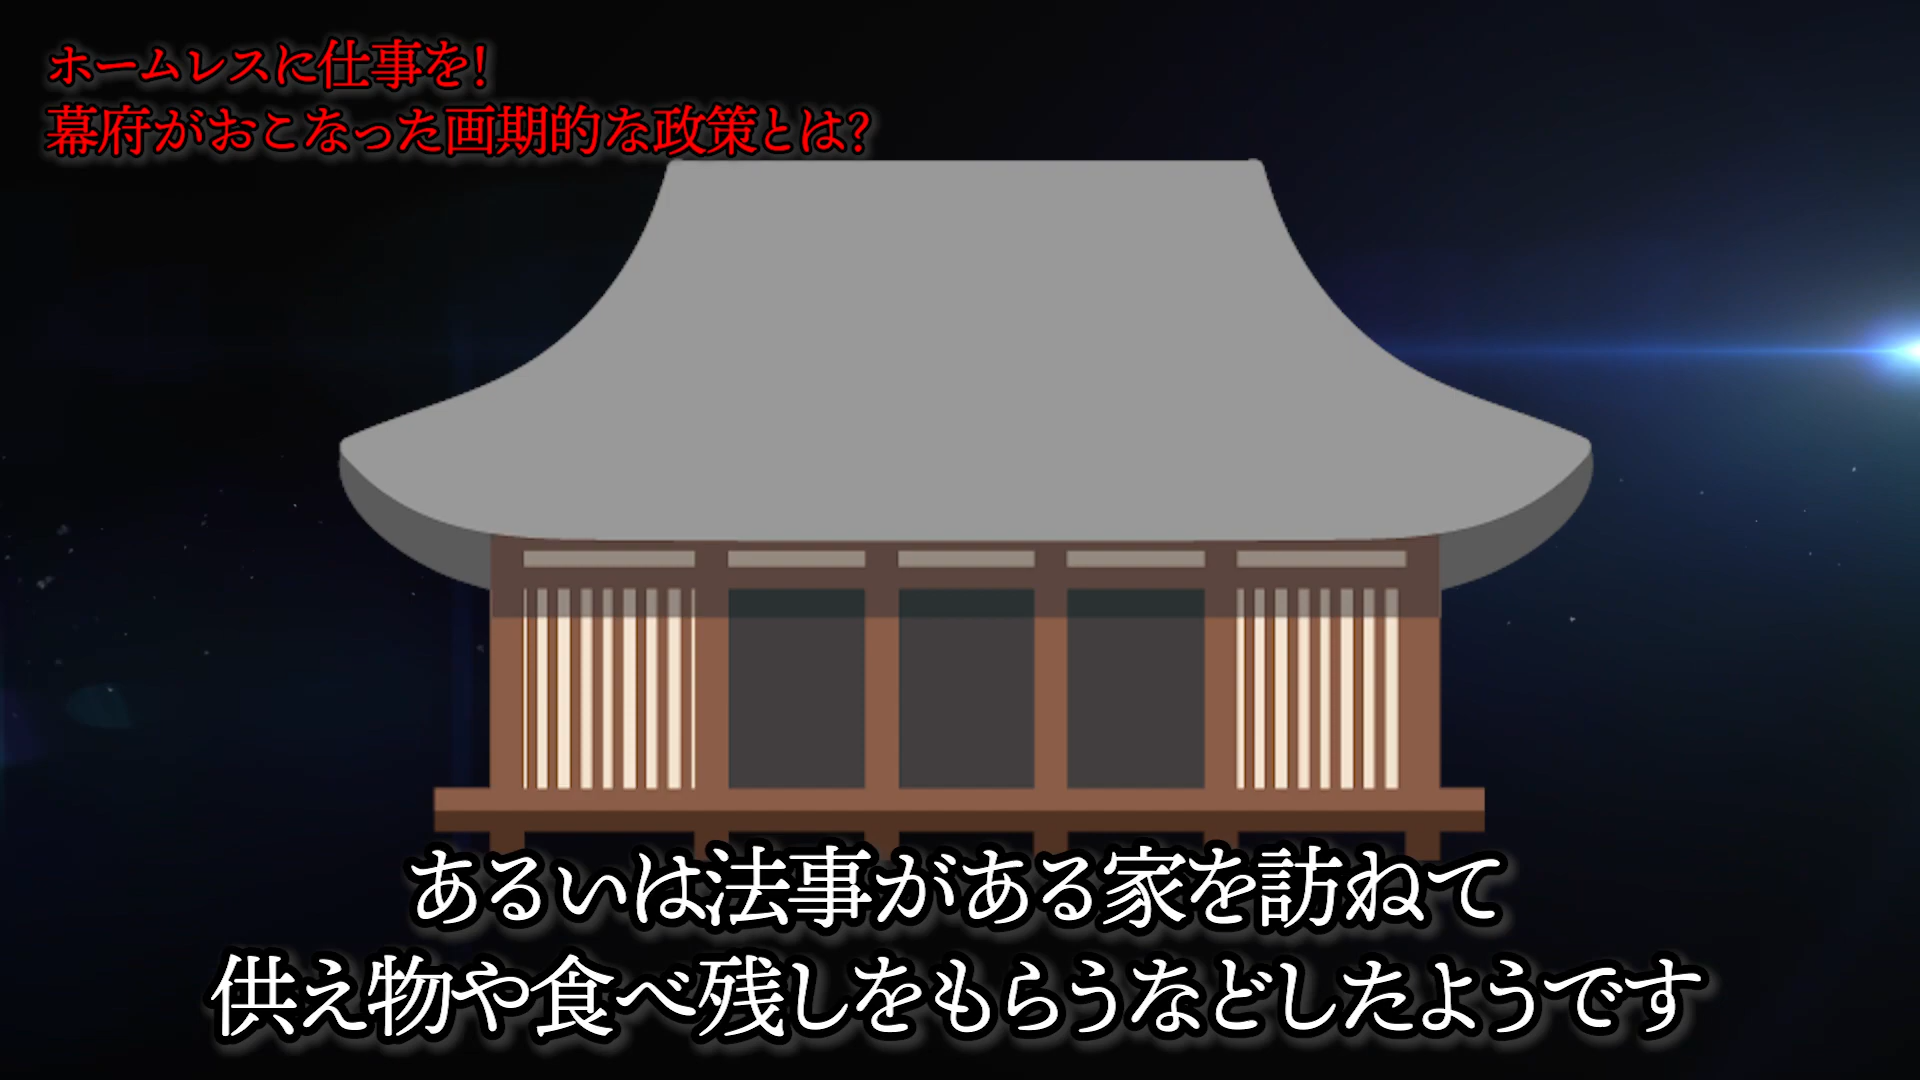 ホームレスに仕事を!
幕府がおこなった画期的な政策とは?
あるいは法事がある家を訪ねて
供え物や食べ残しをもらうなどしたようです